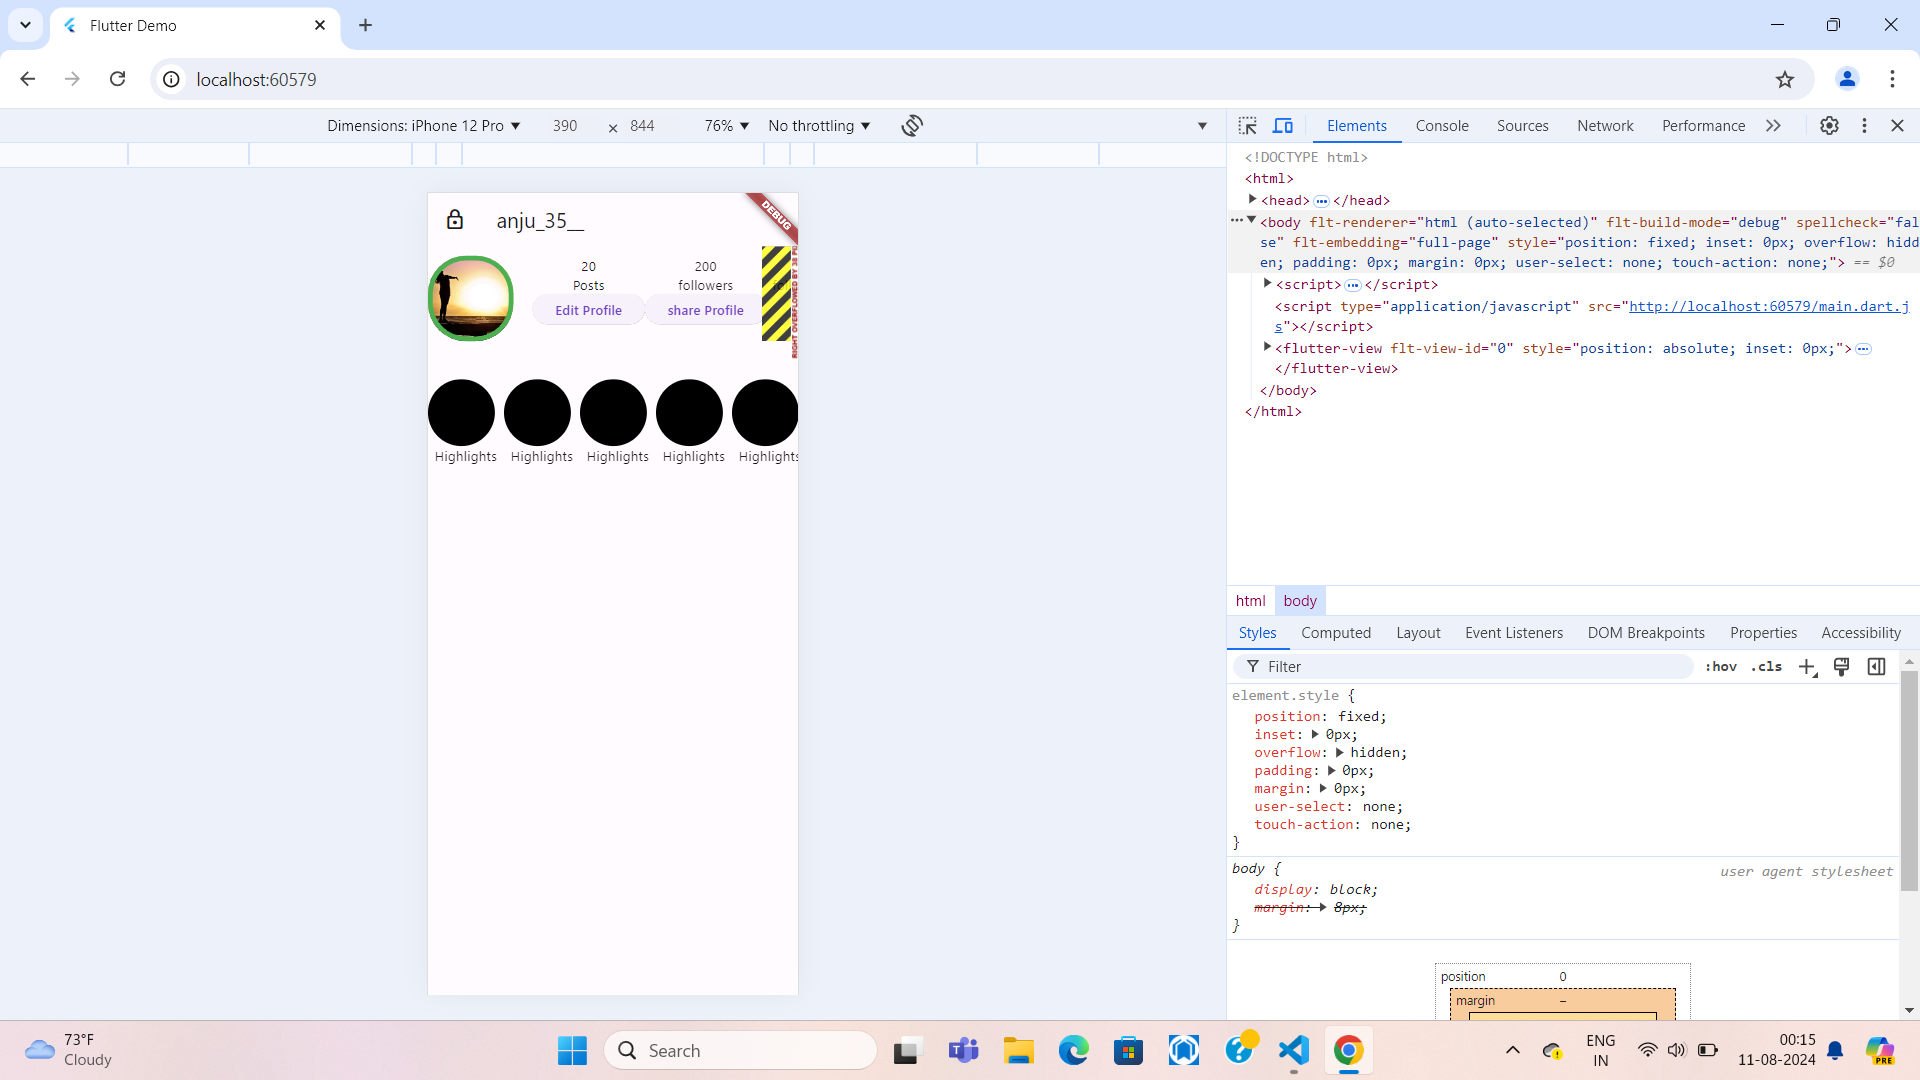 Flutter Demo
localhost:60579
Dimensions: iPhone 12 Pro 390 × 844 76% No throttling
Elements Console Sources Network Performance
anju_35__
DEBUG
20
Posts
200
followers
Edit Profile
share Profile
RIGHT OVERFLOWED BY 38 PI
Highlights Highlights Highlights Highlights Highlights
<!DOCTYPE html>
<html>
<head> ••• </head>
••• <body flt-renderer="html (auto-selected)" flt-build-mode="debug" spellcheck="fal
se" flt-embedding="full-page" style="position: fixed; inset: 0px; overflow: hidd
en; padding: 0px; margin: 0px; user-select: none; touch-action: none;"> == $0
<script> ••• </script>
<script type="application/javascript" src="http://localhost:60579/main.dart.j
s"></script>
<flutter-view flt-view-id="0" style="position: absolute; inset: 0px;"> •••
</flutter-view>
</body>
</html>
html body
Styles Computed Layout Event Listeners DOM Breakpoints Properties Accessibility
Filter :hov .cls
element.style {
position: fixed;
inset: 0px;
overflow: hidden;
padding: 0px;
margin: 0px;
user-select: none;
touch-action: none;
}
body { user agent stylesheet
display: block;
margin: 8px;
}
position 0
margin –
73°F
Cloudy
Search
PRE
ENG
IN
00:15
11-08-2024